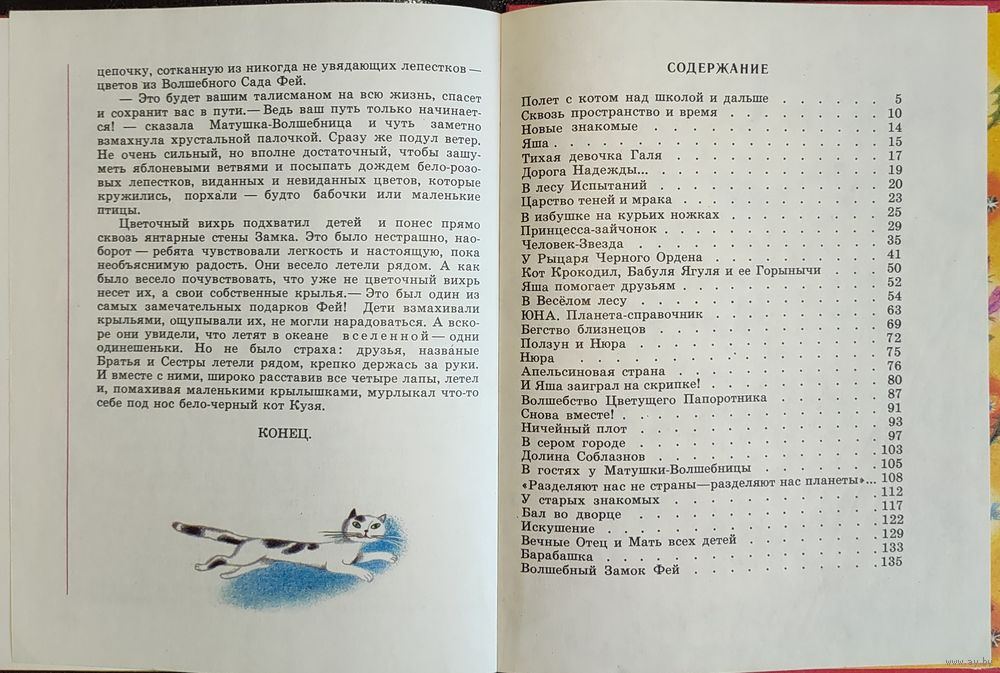 цепочку, сотканную из никогда не увядающих лепестков —
цветов из Волшебного Сада Фей.
— Это будет вашим талисманом на всю жизнь, спасет
и сохранит вас в пути.— Ведь ваш путь только начинает-
ся! — сказала Матушка-Волшебница и чуть заметно
взмахнула хрустальной палочкой. Сразу же подул ветер.
Не очень сильный, но вполне достаточный, чтобы зашу-
меть яблоневыми ветвями и посыпать дождем бело-розо-
вых лепестков, виданных и невиданных цветов, которые
кружились, порхали — будто бабочки или маленькие
птицы.
Цветочный вихрь подхватил детей и понес прямо
сквозь янтарные стены Замка. Это было нестрашно, нао-
борот — ребята чувствовали легкость и настоящую, пока
необъяснимую радость. Они весело летели рядом. А как
было весело почувствовать, что уже не цветочный вихрь
несет их, а свои собственные крылья.— Это был один из
самых замечательных подарков Фей! Дети взмахивали
крыльями, ощупывали их, не могли нарадоваться. А вско-
ре они увидели, что летят в океане вселенной — одни
одинешеньки. Но не было страха: друзья, названые
Братья и Сестры летели рядом, крепко держась за руки.
И вместе с ними, широко расставив все четыре лапы, летел
и, помахивая маленькими крылышками, мурлыкал что-то
себе под нос бело-черный кот Кузя.
КОНЕЦ.
СОДЕРЖАНИЕ
Полет с котом над школой и дальше . . . . . . 5
Сквозь пространство и время . . . . . . . . . 10
Новые знакомые . . . . . . . . . . . . 14
Яша . . . . . . . . . . . . . . . . . 15
Тихая девочка Галя . . . . . . . . . . . 17
Дорога Надежды... . . . . . . . . . . . . 19
В лесу Испытаний . . . . . . . . . . . . 20
Царство теней и мрака . . . . . . . . . . 23
В избушке на курьих ножках . . . . . . . . 25
Принцесса-зайчонок . . . . . . . . . . . . 29
Человек-Звезда . . . . . . . . . . . . 35
У Рыцаря Черного Ордена . . . . . . . . . 41
Кот Крокодил, Бабуля Ягуля и ее Горынычи . . . 50
Яша помогает друзьям . . . . . . . . . . 52
В Весёлом лесу . . . . . . . . . . . . . 54
ЮНА. Планета-справочник . . . . . . . . . 63
Бегство близнецов . . . . . . . . . . . . 69
Ползун и Нюра . . . . . . . . . . . . . 72
Нюра . . . . . . . . . . . . . . . 75
Апельсиновая страна . . . . . . . . . . . 76
И Яша заиграл на скрипке! . . . . . . . . . 80
Волшебство Цветущего Папоротника . . . . . . 87
Снова вместе! . . . . . . . . . . . . . 91
Ничейный плот . . . . . . . . . . . . . 93
В сером городе . . . . . . . . . . . . . 97
Долина Соблазнов . . . . . . . . . . . . 103
В гостях у Матушки-Волшебницы . . . . . . . 105
«Разделяют нас не страны—разделяют нас планеты»... 108
У старых знакомых . . . . . . . . . . . 112
Бал во дворце . . . . . . . . . . . . . 117
Искушение . . . . . . . . . . . . . . 122
Вечные Отец и Мать всех детей . . . . . . . 129
Барабашка . . . . . . . . . . . . . . 133
Волшебный Замок Фей . . . . . . . . . . 135
www.ay.by